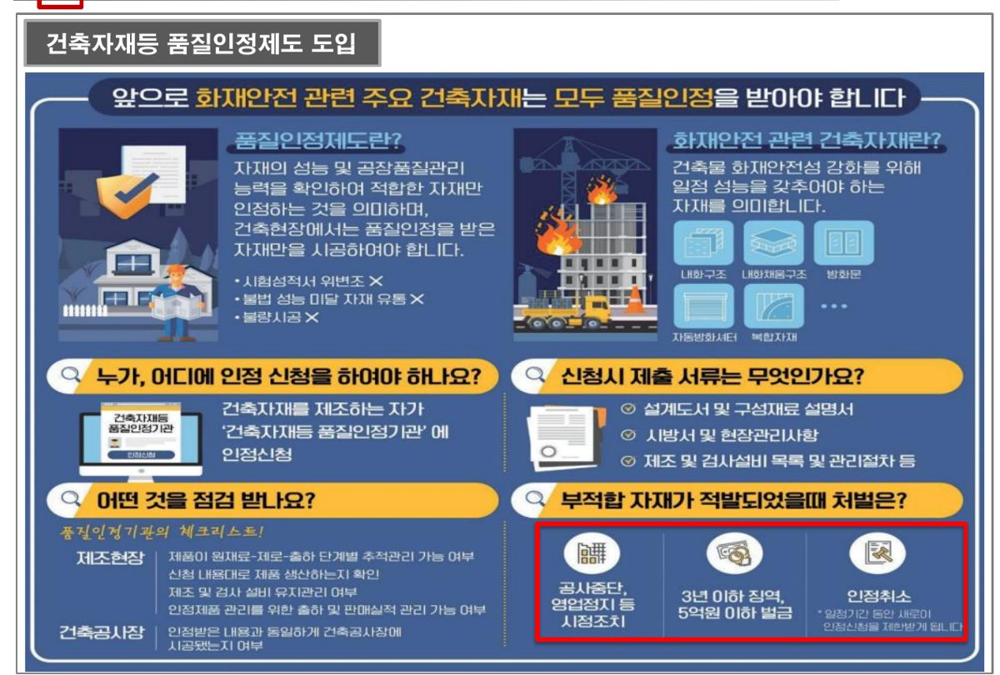 건축자재등 품질인정제도 도입
앞으로 화재안전 관련 주요 건축자재는 모두 품질인정을 받아야 합니다
품질인정제도란?
자재의 성능 및 공장품질관리
능력을 확인하여 적합한 자재만
인정하는 것을 의미하며,
건축현장에서는 품질인정을 받은
자재만을 시공하여야 합니다.
• 시험성적서 위변조 X
• 불법 성능 미달 자재 유통 X
• 불량시공 X
화재안전 관련 건축자재란?
건축물 화재안전성 강화를 위해
일정 성능을 갖추어야 하는
자재를 의미합니다.
내화구조 내화채움구조 방화문
자동방화셔터 복합자재 ...
누가, 어디에 인정 신청을 하여야 하나요?
건축자재등
품질인정기관
인정신청
건축자재를 제조하는 자가
‘건축자재등 품질인정기관’ 에
인정신청
신청시 제출 서류는 무엇인가요?
설계도서 및 구성재료 설명서
시방서 및 현장관리사항
제조 및 검사설비 목록 및 관리절차 등
어떤 것을 점검 받나요?
품질인정기관의 체크리스트!
제조현장
제품이 원재료-제로-출하 단계별 추적관리 가능 여부
신청 내용대로 제품 생산하는지 확인
제조 및 검사 설비 유지관리 여부
인정제품 관리를 위한 출하 및 판매실적 관리 가능 여부
건축공사장
인정받은 내용과 동일하게 건축공사장에
시공됐는지 여부
부적합 자재가 적발되었을때 처벌은?
공사중단,
영업정지 등
시정조치
3년 이하 징역,
5억원 이하 벌금
인정취소
* 일정기간 동안 새로이
인정신청을 제한받게 됩니다